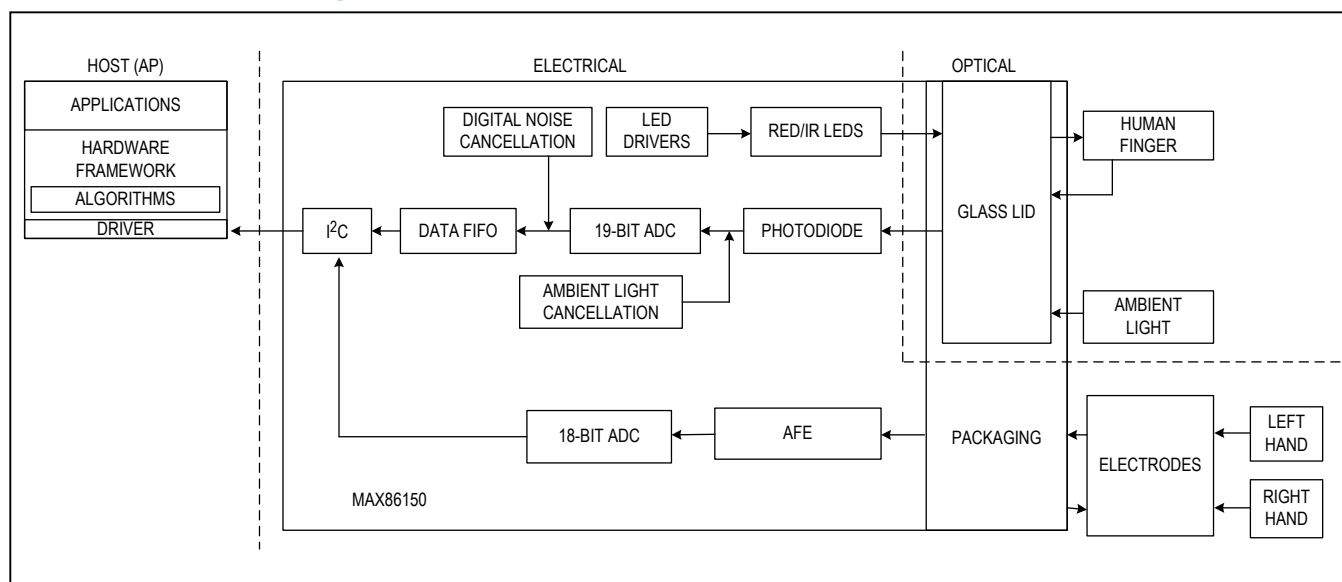 HOST (AP)
APPLICATIONS
HARDWARE
FRAMEWORK
ALGORITHMS
DRIVER
ELECTRICAL
OPTICAL
DIGITAL NOISE
CANCELLATION
LED
DRIVERS
RED/IR LEDS
HUMAN
FINGER
GLASS LID
I²C
DATA FIFO
19-BIT ADC
PHOTODIODE
AMBIENT LIGHT
CANCELLATION
AMBIENT
LIGHT
18-BIT ADC
AFE
PACKAGING
ELECTRODES
LEFT
HAND
RIGHT
HAND
MAX86150